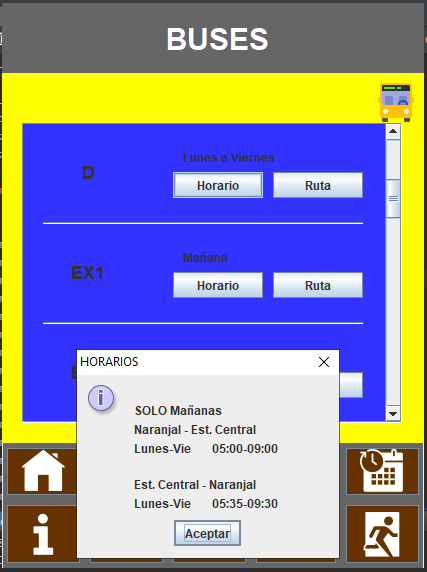 BUSES
Lunes a Viernes
D
Horario
Ruta
Mañana
EX1
Horario
Ruta
HORARIOS
SOLO Mañanas
Naranjal - Est. Central
Lunes-Vie 05:00-09:00
Est. Central - Naranjal
Lunes-Vie 05:35-09:30
Aceptar